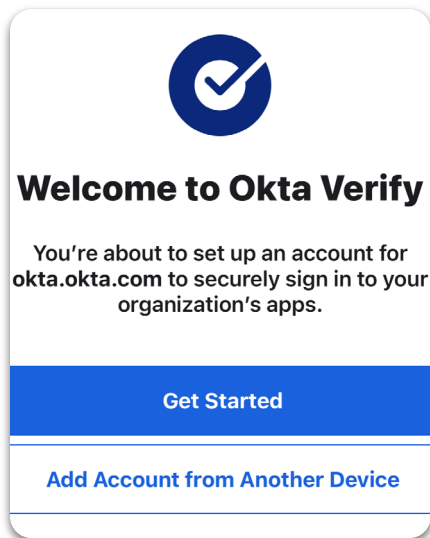 Welcome to Okta Verify
You’re about to set up an account for
okta.okta.com to securely sign in to your
organization’s apps.
Get Started
Add Account from Another Device